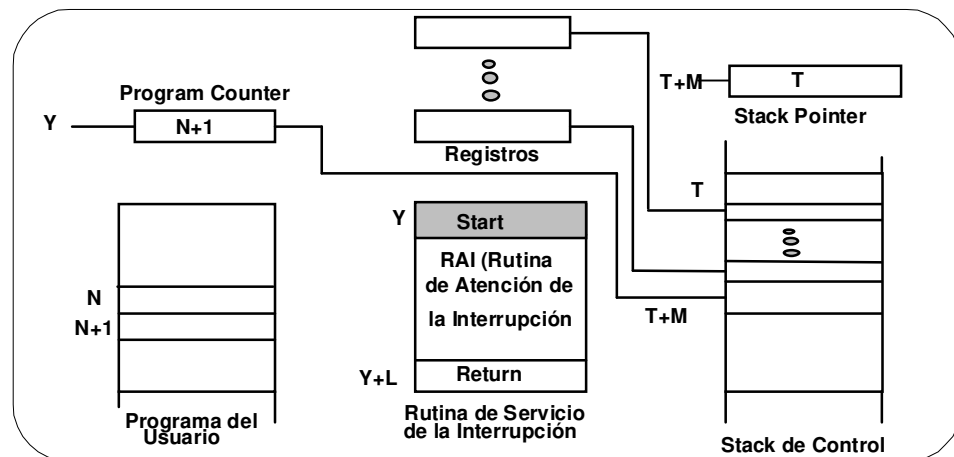 Program Counter
Y
N+1
Registros
T+M
T
Stack Pointer
N
N+1
Programa del
Usuario
Y
Start
RAI (Rutina
de Atención de
la Interrupción
Y+L
Return
Rutina de Servicio
de la Interrupción
T
T+M
Stack de Control